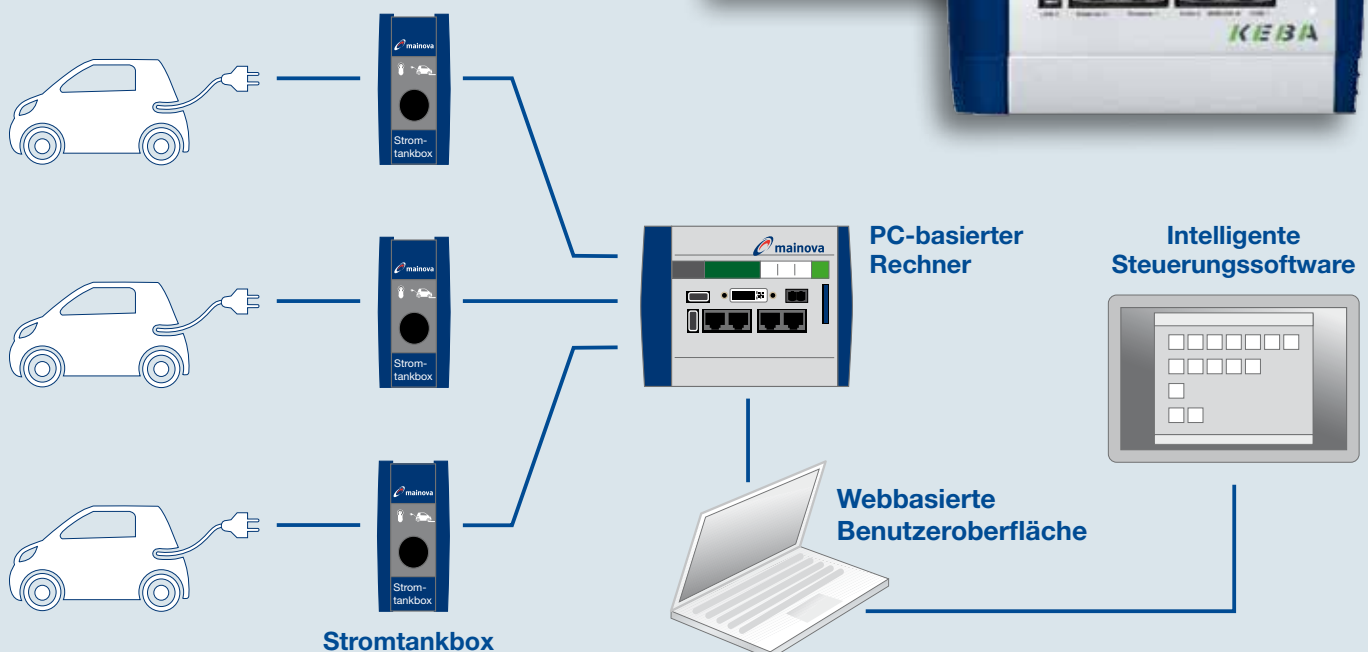 KEBA
mainova
Strom-
tankbox
mainova
PC-basierter
Rechner
Intelligente
Steuerungssoftware
mainova
Strom-
tankbox
mainova
Strom-
tankbox
Webbasierte
Benutzeroberfläche
Stromtankbox